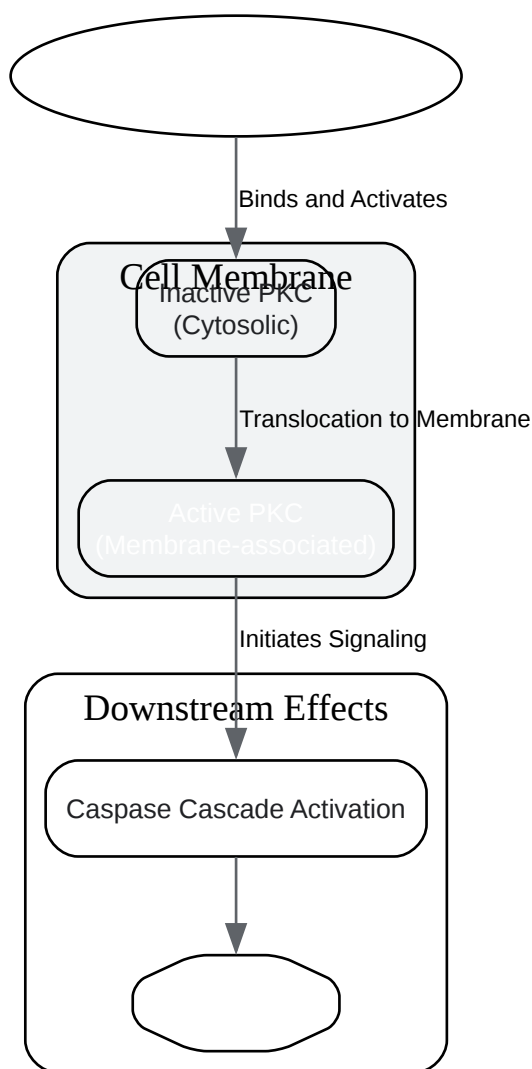 Binds and Activates
Cell Membrane
Inactive PKC
(Cytosolic)
Translocation to Membrane
Active PKC
(Membrane-associated)
Initiates Signaling
Downstream Effects
Caspase Cascade Activation